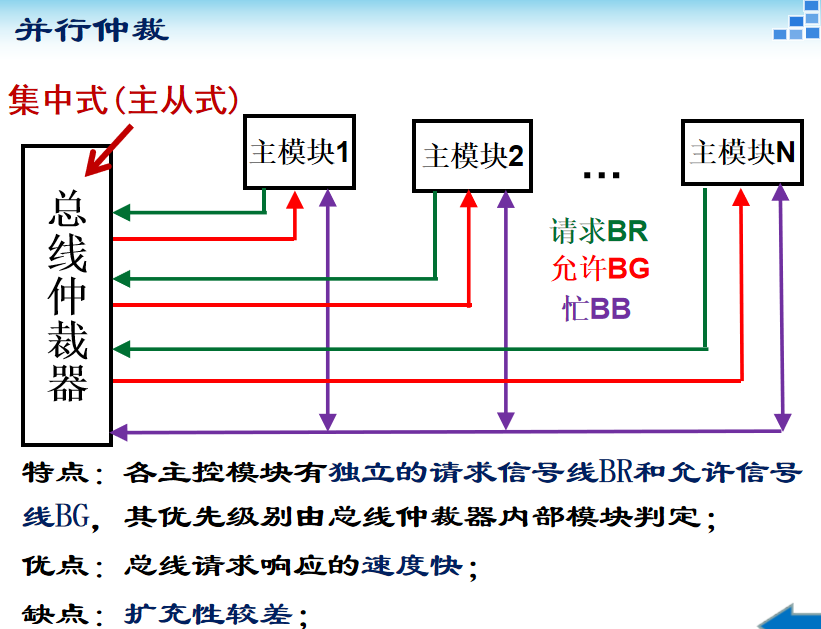 并行仲裁
集中式(主从式)
主模块1
主模块2
...
主模块N
总线仲裁器
请求BR
允许BG
忙BB
特点：各主控模块有独立的请求信号线BR和允许信号
线BG，其优先级别由总线仲裁器内部模块判定；
优点：总线请求响应的速度快；
缺点：扩充性较差；